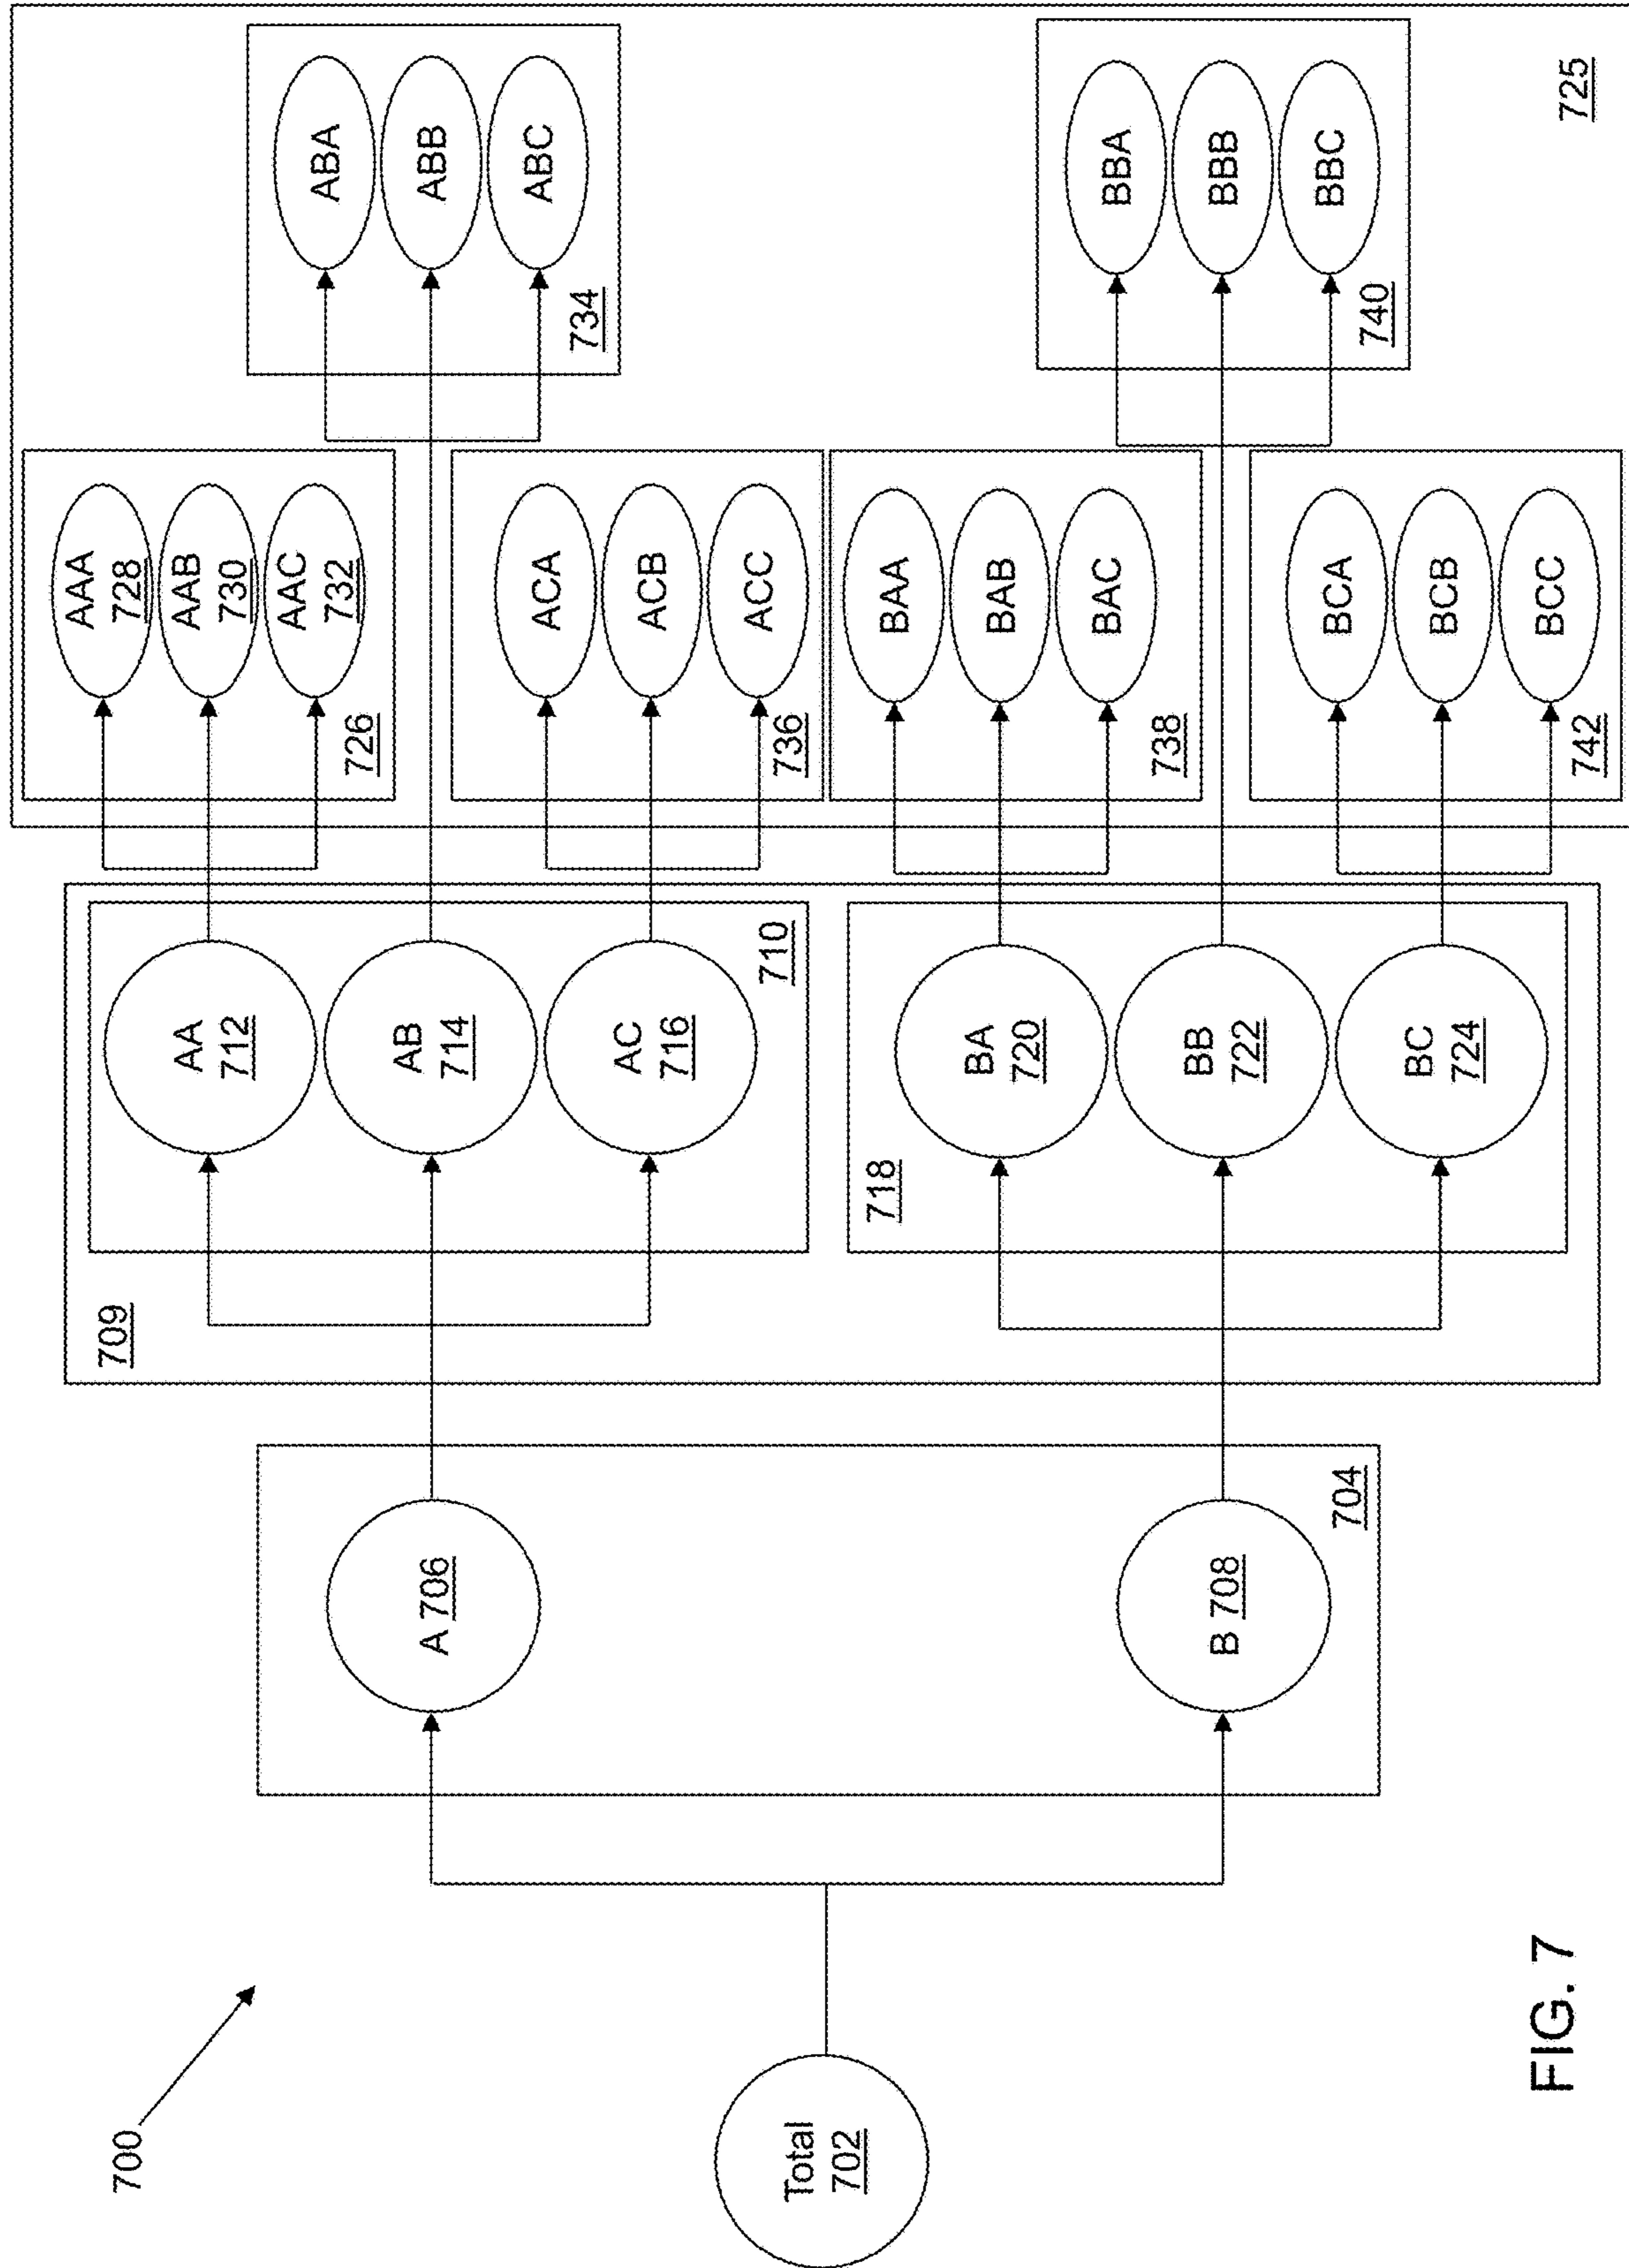 700
Total
702
A 706
B 708
704
709
710
AA
712
AB
714
AC
716
718
BA
720
BB
722
BC
724
725
726
AAA
728
AAB
730
AAC
732
734
ABA
ABB
ABC
736
ACA
ACB
ACC
738
BAA
BAB
BAC
740
BBA
BBB
BBC
742
BCA
BCB
BCC
FIG. 7